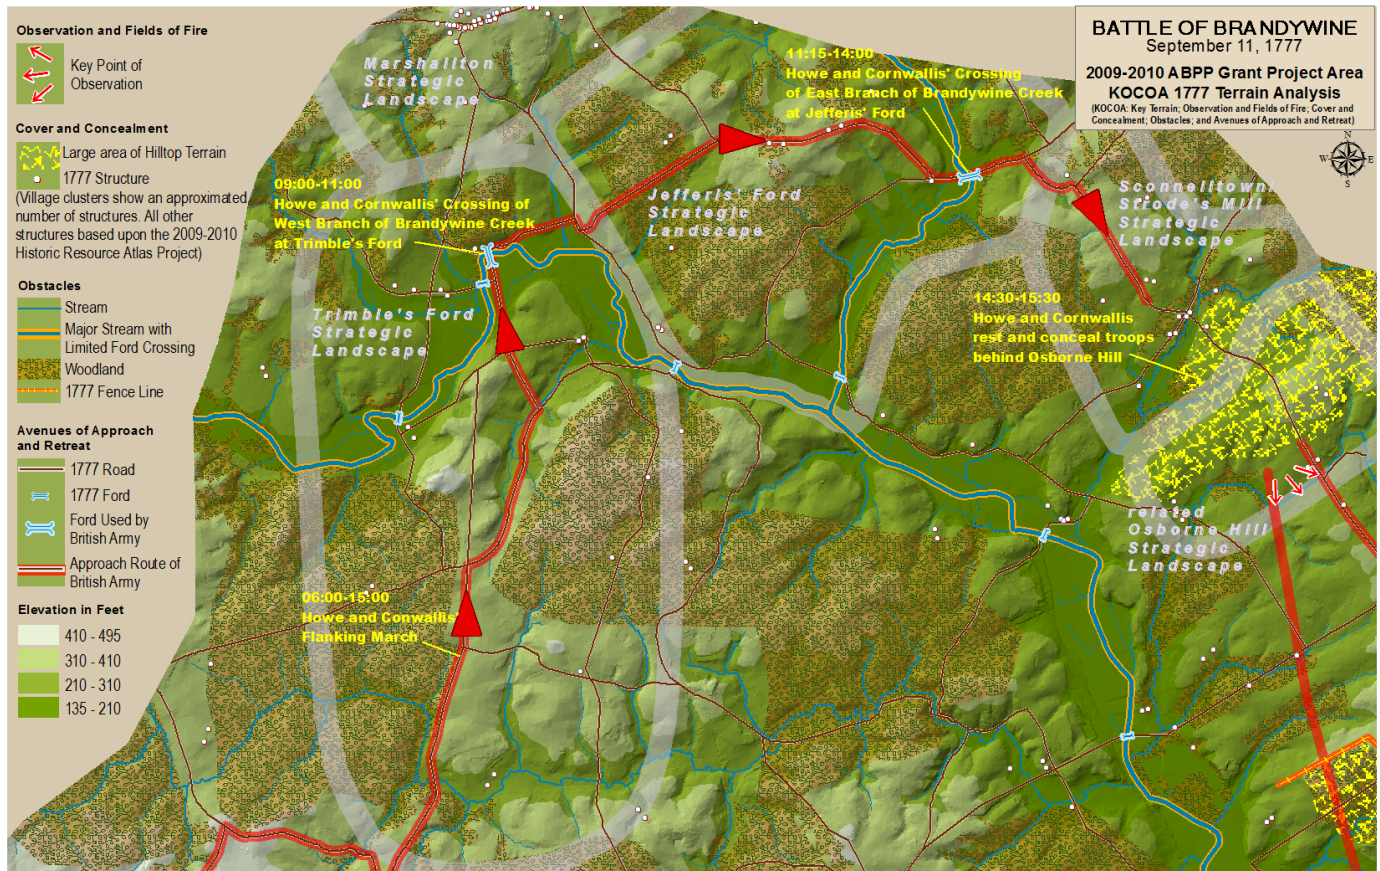 Observation and Fields of Fire
Key Point of
Observation
Cover and Concealment
Large area of Hilltop Terrain
1777 Structure
(Village clusters show an approximated
number of structures. All other
structures based upon the 2009-2010
Historic Resource Atlas Project)
Obstacles
Stream
Major Stream with
Limited Ford Crossing
Woodland
1777 Fence Line
Avenues of Approach
and Retreat
1777 Road
1777 Ford
Ford Used by
British Army
Approach Route of
British Army
Elevation in Feet
410 - 495
310 - 410
210 - 310
135 - 210
BATTLE OF BRANDYWINE
September 11, 1777
2009-2010 ABPP Grant Project Area
KOCOA 1777 Terrain Analysis
(KOCOA: Key Terrain; Observation and Fields of Fire; Cover and
Concealment; Obstacles; and Avenues of Approach and Retreat)
N
W E
S
Marshallton
Strategic
Landscape
11:15-14:00
Howe and Cornwallis' Crossing
of East Branch of Brandywine Creek
at Jefferis' Ford
09:00-11:00
Howe and Cornwallis' Crossing of
West Branch of Brandywine Creek
at Trimble's Ford
Jefferis' Ford
Strategic
Landscape
Sconnelltown/
Strode's Mill
Strategic
Landscape
Trimble's Ford
Strategic
Landscape
14:30-15:30
Howe and Cornwallis
rest and conceal troops
behind Osborne Hill
related
Osborne Hill
Strategic
Landscape
06:00-15:00
Howe and Conwallis'
Flanking March